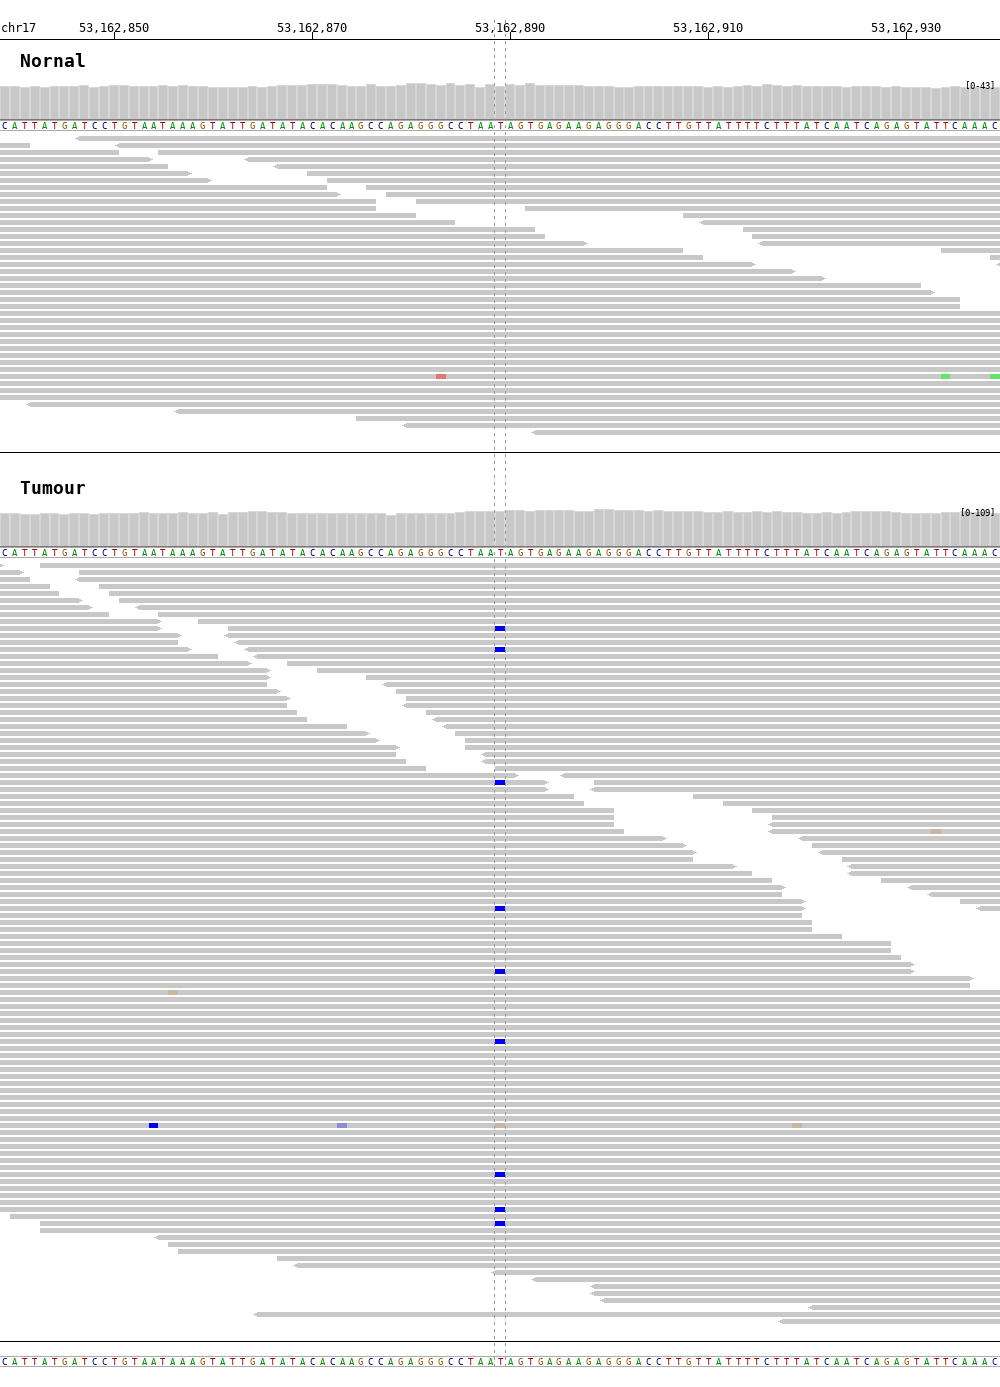 chr17 53,162,850 53,162,870 53,162,890 53,162,910 53,162,930
Nornal
[0-43]
CATTATGATCCTGTAATAAAGTATTGATATACACAAGCCAGAGGGCCTAATAGTGAGAAGAGGGACCTTGTTATTTTCTTTATCAATCAGAGTATTCAAAC
Tumour
[0-109]
CATTATGATCCTGTAATAAAGTATTGATATACACAAGCCAGAGGGCCTAATAGTGAGAAGAGGGACCTTGTTATTTTCTTTATCAATCAGAGTATTCAAAC
CATTATGATCCTGTAATAAAGTATTGATATACACAAGCCAGAGGGCCTAATAGTGAGAAGAGGGACCTTGTTATTTTCTTTATCAATCAGAGTATTCAAAC